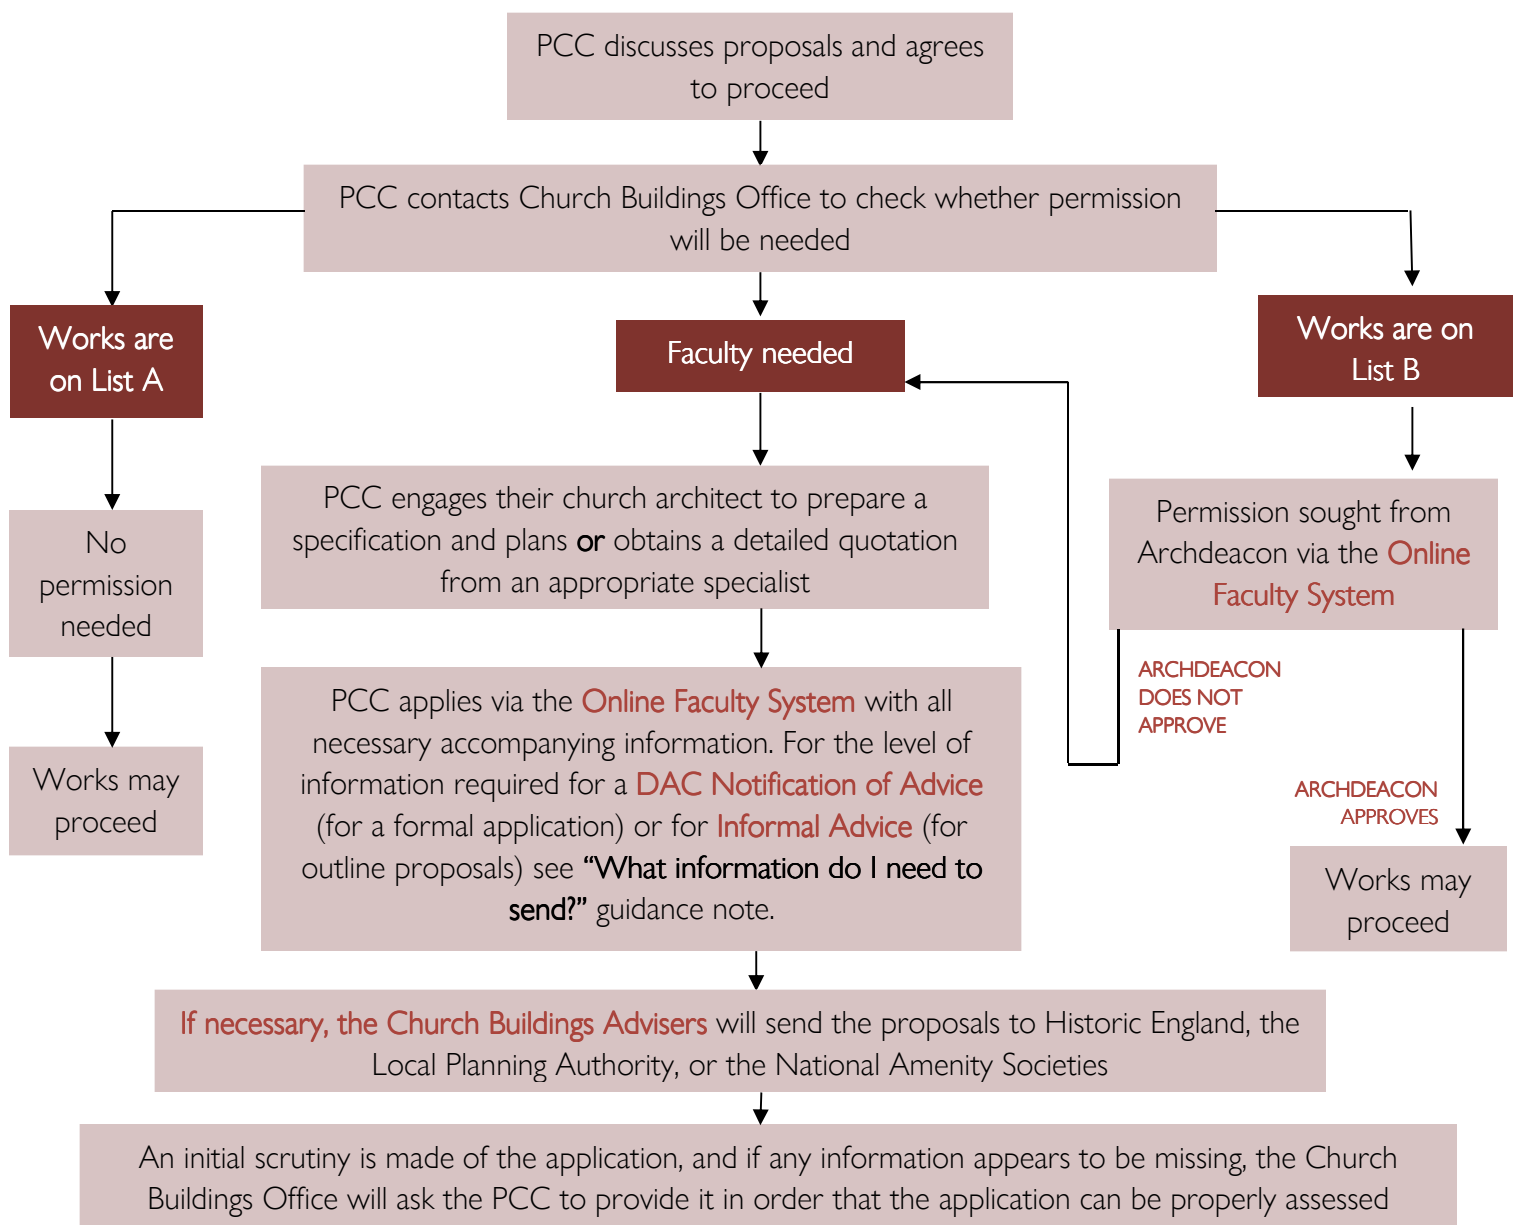 PCC discusses proposals and agrees
to proceed
PCC contacts Church Buildings Office to check whether permission
will be needed
Works are
on List A
Faculty needed
Works are on
List B
No
permission
needed
Works may
proceed
PCC engages their church architect to prepare a
specification and plans or obtains a detailed quotation
from an appropriate specialist
Permission sought from
Archdeacon via the Online
Faculty System
ARCHDEACON
DOES NOT
APPROVE
ARCHDEACON
APPROVES
Works may
proceed
PCC applies via the Online Faculty System with all
necessary accompanying information. For the level of
information required for a DAC Notification of Advice
(for a formal application) or for Informal Advice (for
outline proposals) see “What information do I need to
send?” guidance note.
If necessary, the Church Buildings Advisers will send the proposals to Historic England, the
Local Planning Authority, or the National Amenity Societies
An initial scrutiny is made of the application, and if any information appears to be missing, the Church
Buildings Office will ask the PCC to provide it in order that the application can be properly assessed